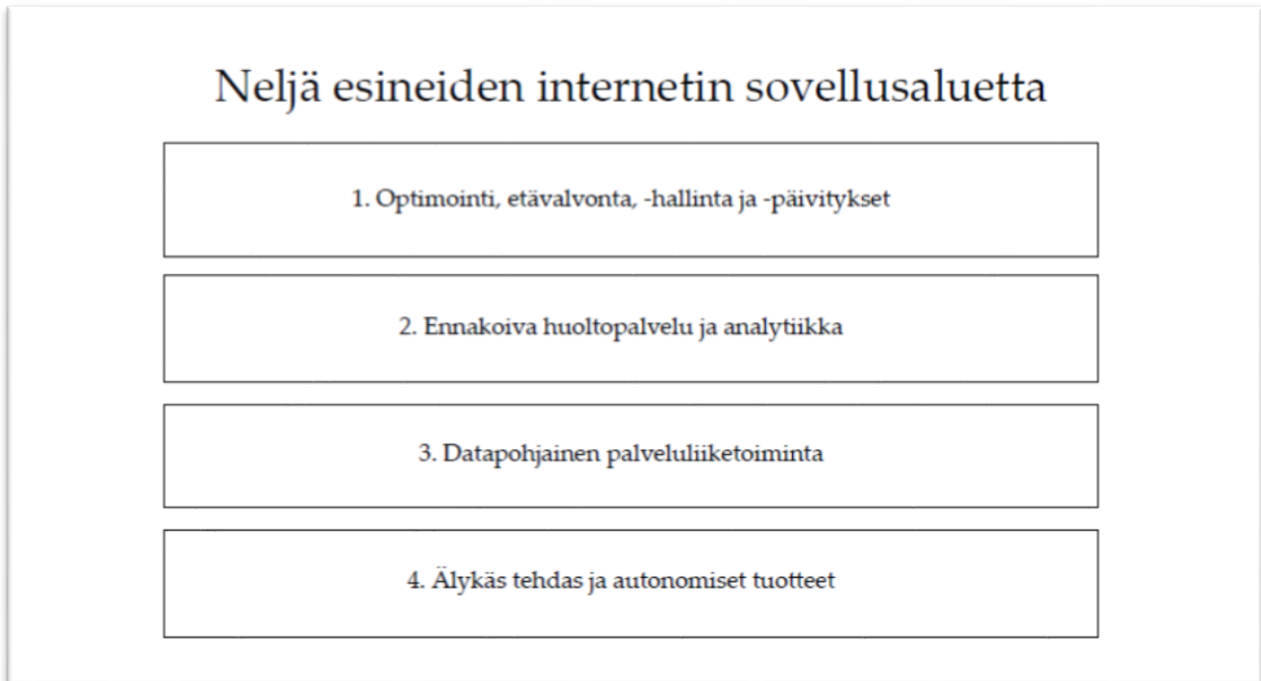 Neljä esineiden internetin sovellusaluetta
1. Optimointi, etävalvonta, -hallinta ja -päivitykset
2. Ennakoiva huoltopalvelu ja analytiikka
3. Datapohjainen palveluliiketoiminta
4. Älykäs tehdas ja autonomiset tuotteet